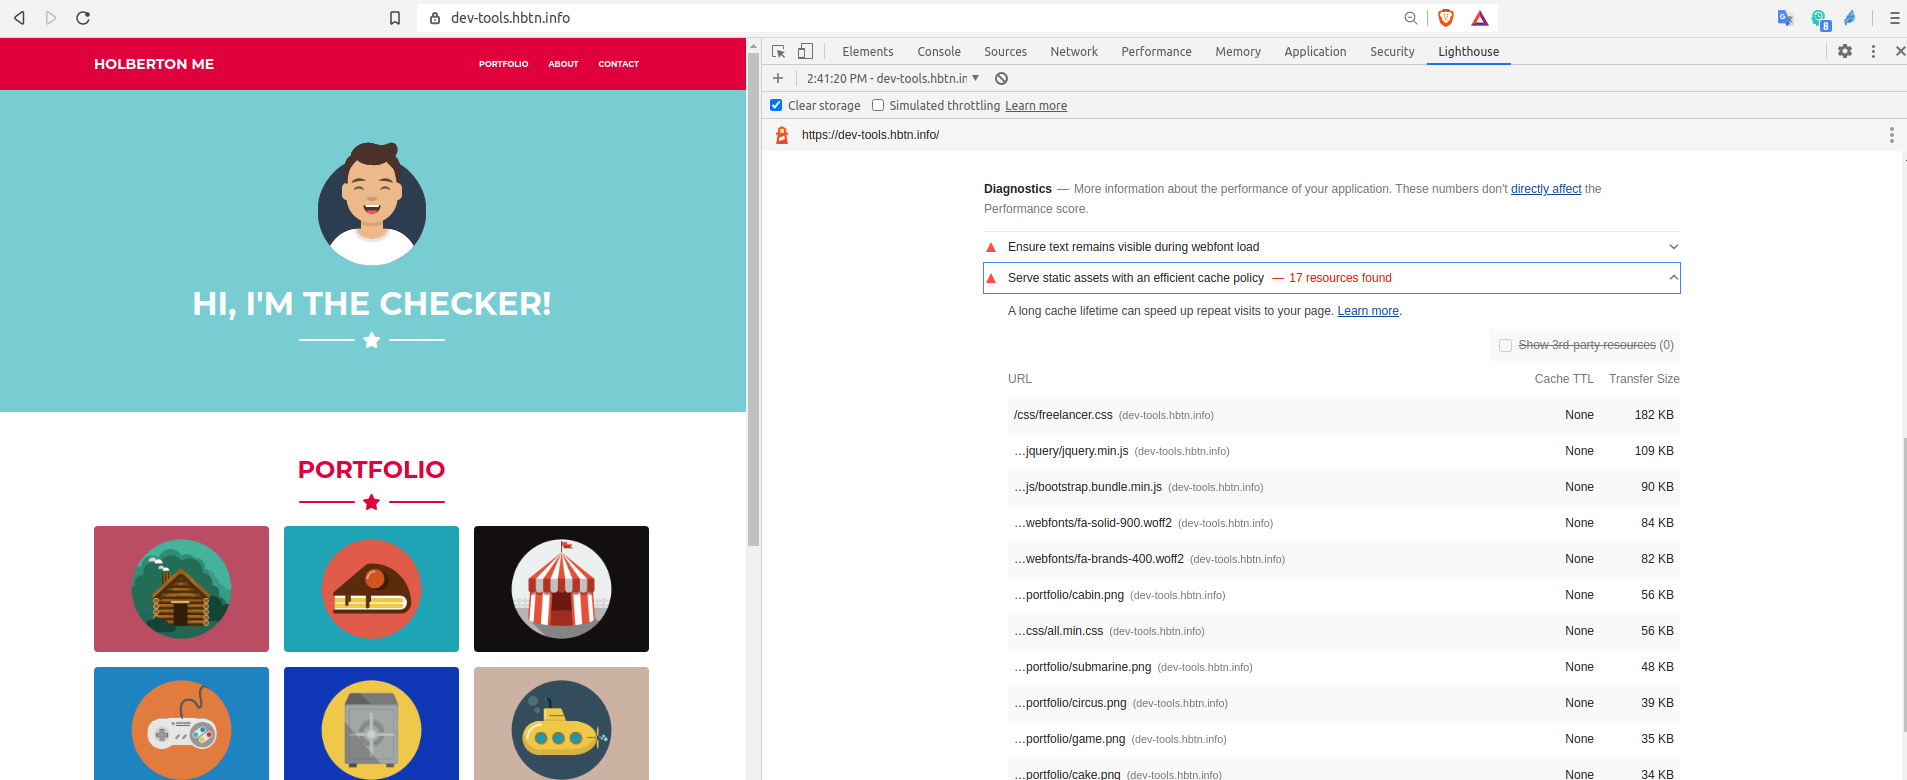 dev-tools.hbtn.info
8
HOLBERTON ME
PORTFOLIO ABOUT CONTACT
HI, I'M THE CHECKER!
PORTFOLIO
Elements Console Sources Network Performance Memory Application Security Lighthouse
2:41:20 PM - dev-tools.hbtn.in
Clear storage Simulated throttling Learn more
https://dev-tools.hbtn.info/
Diagnostics — More information about the performance of your application. These numbers don't directly affect the
Performance score.
Ensure text remains visible during webfont load
Serve static assets with an efficient cache policy — 17 resources found
A long cache lifetime can speed up repeat visits to your page. Learn more.
Show 3rd-party resources (0)
URL Cache TTL Transfer Size
/css/freelancer.css (dev-tools.hbtn.info) None 182 KB
…jquery/jquery.min.js (dev-tools.hbtn.info) None 109 KB
…js/bootstrap.bundle.min.js (dev-tools.hbtn.info) None 90 KB
…webfonts/fa-solid-900.woff2 (dev-tools.hbtn.info) None 84 KB
…webfonts/fa-brands-400.woff2 (dev-tools.hbtn.info) None 82 KB
…portfolio/cabin.png (dev-tools.hbtn.info) None 56 KB
…css/all.min.css (dev-tools.hbtn.info) None 56 KB
…portfolio/submarine.png (dev-tools.hbtn.info) None 48 KB
…portfolio/circus.png (dev-tools.hbtn.info) None 39 KB
…portfolio/game.png (dev-tools.hbtn.info) None 35 KB
…portfolio/cake.png (dev-tools.hbtn.info) None 34 KB